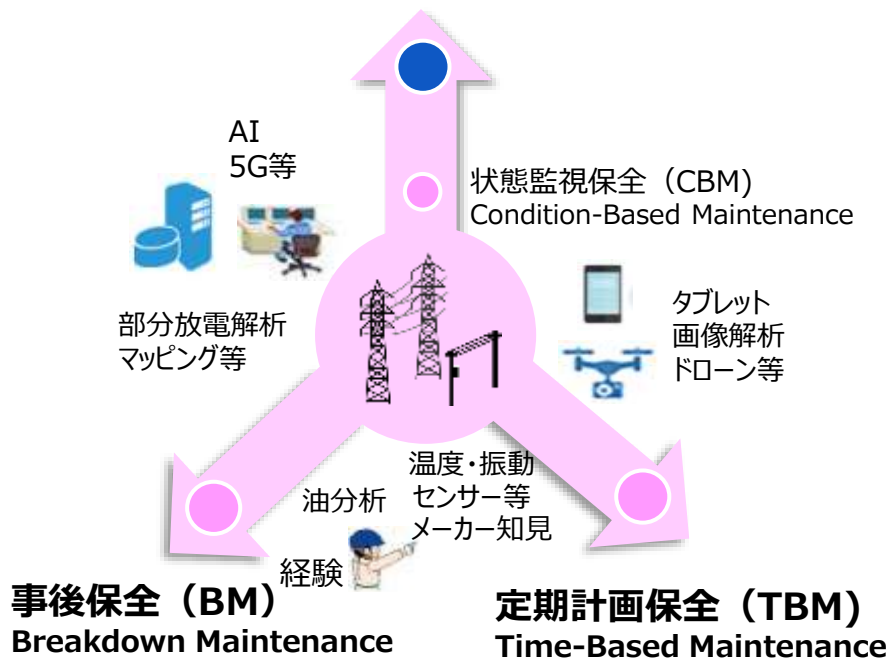 AI
5G等
状態監視保全（CBM)
Condition-Based Maintenance
部分放電解析
マッピング等
タブレット
画像解析
ドローン等
温度・振動
センサー等
メーカー知見
油分析
経験
事後保全（BM）
Breakdown Maintenance
定期計画保全（TBM)
Time-Based Maintenance